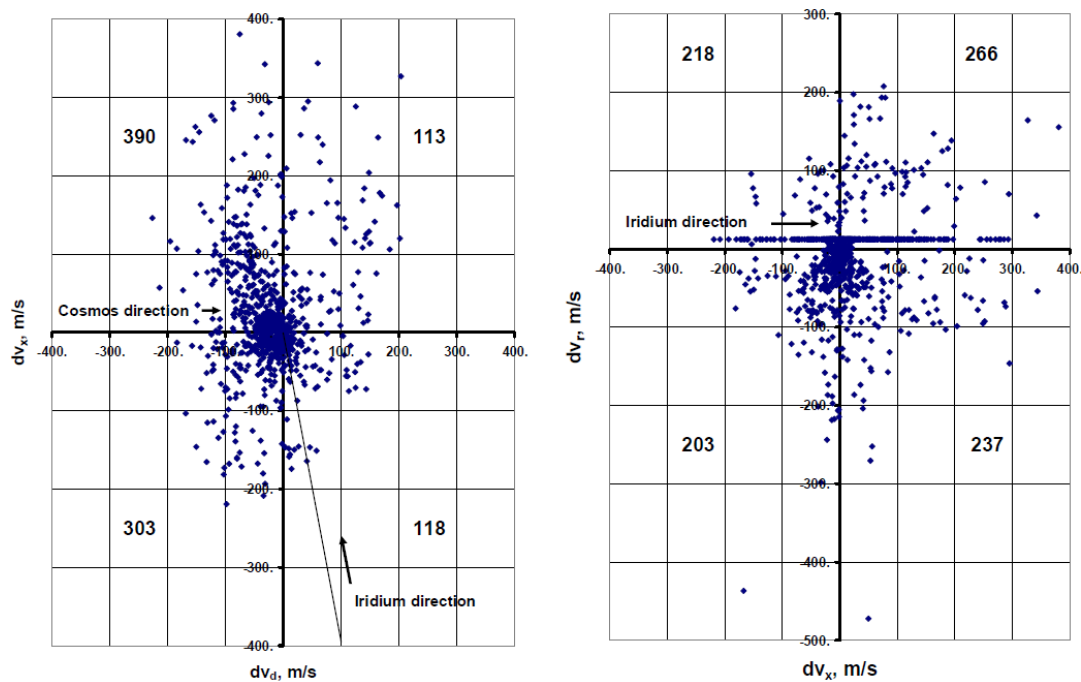 400.
300.
390
113
200.
100.
Cosmos direction
dvx, m/s
-400. -300. -200. -100. 100. 200. 300. 400.
-100.
-200.
303
118
-300.
Iridium direction
-400.
dvd, m/s
300.
218
266
200.
100.
Iridium direction
dvr, m/s
-400. -300. -200. -100. 100. 200. 300. 400.
-100.
-200.
203
237
-300.
-400.
-500.
dvx, m/s